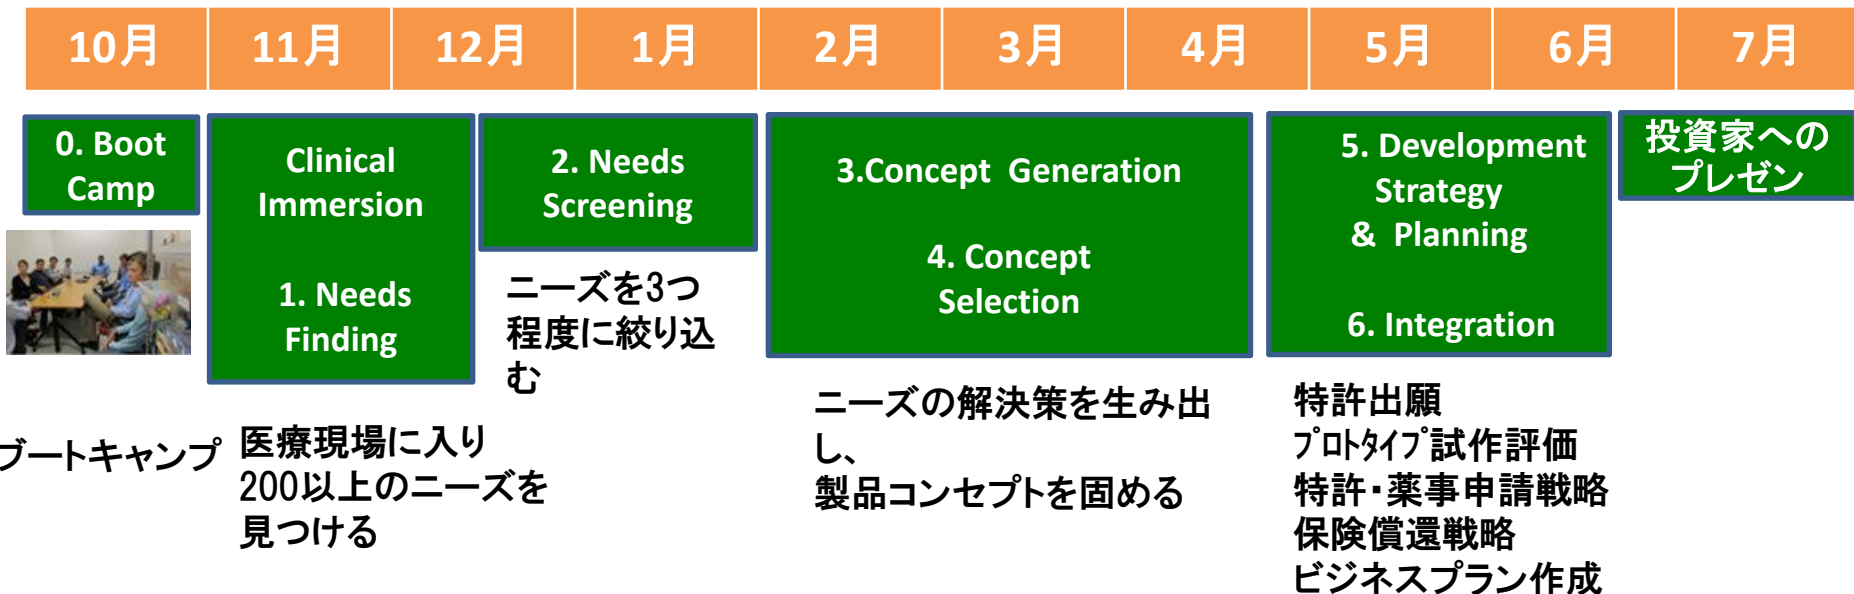 10月 11月 12月 1月 2月 3月 4月 5月 6月 7月
0. Boot
Camp
ブートキャンプ
Clinical
Immersion
1. Needs
Finding
医療現場に入り
200以上のニーズを
見つける
2. Needs
Screening
ニーズを3つ
程度に絞り込
む
3.Concept Generation
4. Concept
Selection
ニーズの解決策を生み出
し、
製品コンセプトを固める
5. Development
Strategy
& Planning
6. Integration
特許出願
ﾌﾟﾛﾄﾀｲﾌﾟ試作評価
特許・薬事申請戦略
保険償還戦略
ビジネスプラン作成
投資家への
プレゼン